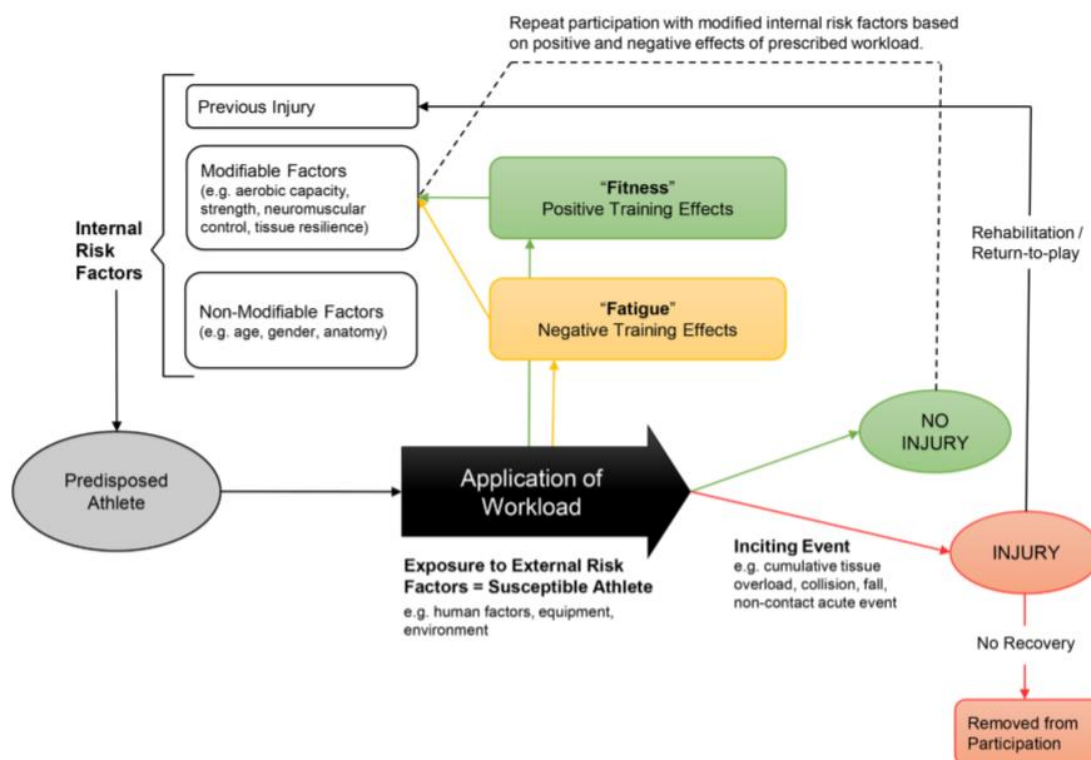 Repeat participation with modified internal risk factors based
on positive and negative effects of prescribed workload.
Previous Injury
Modifiable Factors
(e.g. aerobic capacity,
strength, neuromuscular
control, tissue resilience)
Internal
Risk
Factors
Non-Modifiable Factors
(e.g. age, gender, anatomy)
“Fitness”
Positive Training Effects
“Fatigue”
Negative Training Effects
Rehabilitation /
Return-to-play
Predisposed
Athlete
Application of
Workload
NO
INJURY
Exposure to External Risk
Factors = Susceptible Athlete
e.g. human factors, equipment,
environment
Inciting Event
e.g. cumulative tissue
overload, collision, fall,
non-contact acute event
INJURY
No Recovery
Removed from
Participation